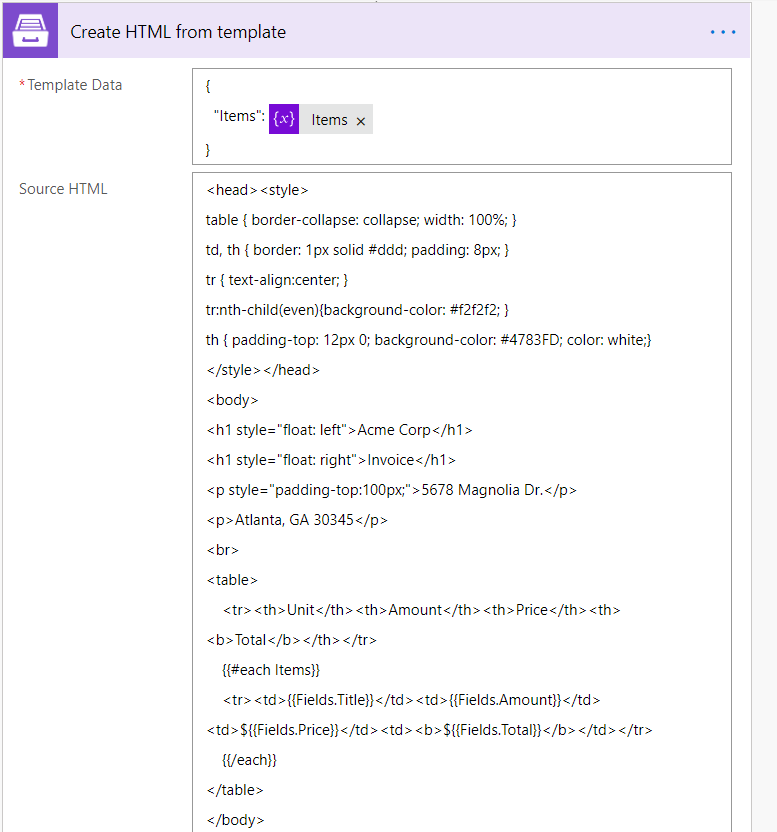 Create HTML from template
* Template Data
{
"Items": {x} Items ×
}
Source HTML
<head><style>
table { border-collapse: collapse; width: 100%; }
td, th { border: 1px solid #ddd; padding: 8px; }
tr { text-align:center; }
tr:nth-child(even){background-color: #f2f2f2; }
th { padding-top: 12px 0; background-color: #4783FD; color: white;}
</style></head>
<body>
<h1 style="float: left">Acme Corp</h1>
<h1 style="float: right">Invoice</h1>
<p style="padding-top:100px;">5678 Magnolia Dr.</p>
<p>Atlanta, GA 30345</p>
<br>
<table>
<tr><th>Unit</th><th>Amount</th><th>Price</th><th>
<b>Total</b></th></tr>
{{#each Items}}
<tr><td>{{Fields.Title}}</td><td>{{Fields.Amount}}</td>
<td>${{Fields.Price}}</td><td><b>${{Fields.Total}}</b></td></tr>
{{/each}}
</table>
</body>